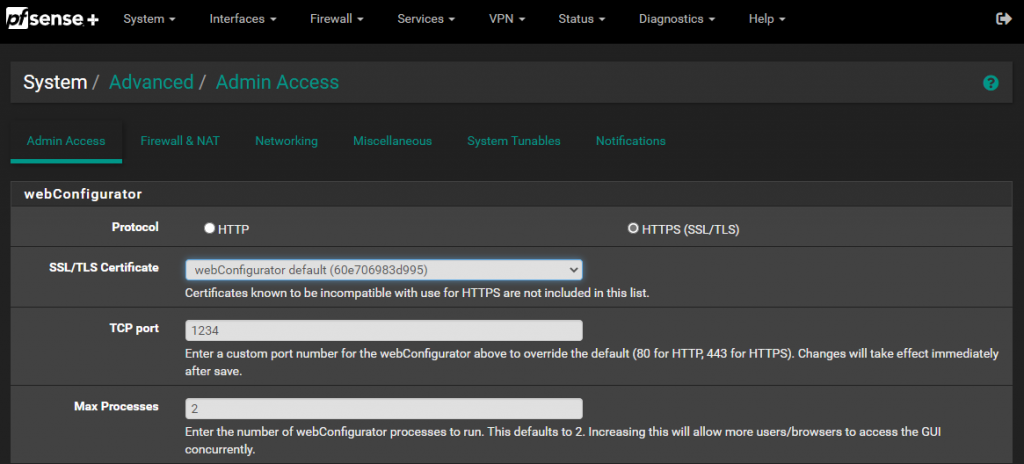 pfsense+ System Interfaces Firewall Services VPN Status Diagnostics Help
System / Advanced / Admin Access ?
Admin Access Firewall & NAT Networking Miscellaneous System Tunables Notifications
webConfigurator
Protocol HTTP HTTPS (SSL/TLS)
SSL/TLS Certificate webConfigurator default (60e706983d995)
Certificates known to be incompatible with use for HTTPS are not included in this list.
TCP port 1234
Enter a custom port number for the webConfigurator above to override the default (80 for HTTP, 443 for HTTPS). Changes will take effect immediately
after save.
Max Processes 2
Enter the number of webConfigurator processes to run. This defaults to 2. Increasing this will allow more users/browsers to access the GUI
concurrently.